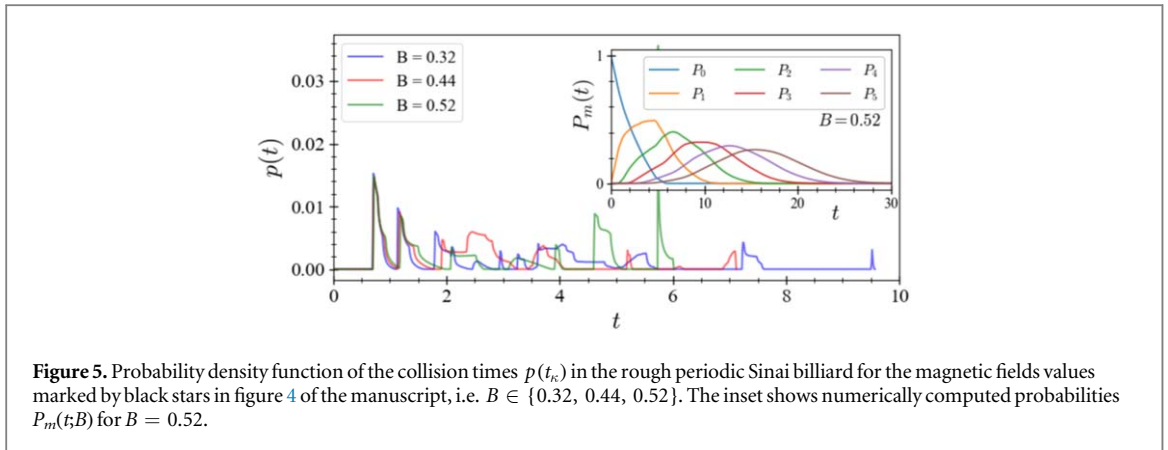 B = 0.32
B = 0.44
B = 0.52
p(t)
0.03
0.02
0.01
0.00
0
2
4
6
8
10
t
P₀
P₂
P₄
P₁
P₃
P₅
B = 0.52
Pₘ(t)
1
0
0
10
20
30
t
Figure 5. Probability density function of the collision times p(tκ) in the rough periodic Sinai billiard for the magnetic fields values
marked by black stars in figure 4 of the manuscript, i.e. B ∈ {0.32, 0.44, 0.52}. The inset shows numerically computed probabilities
Pₘ(t;B) for B = 0.52.